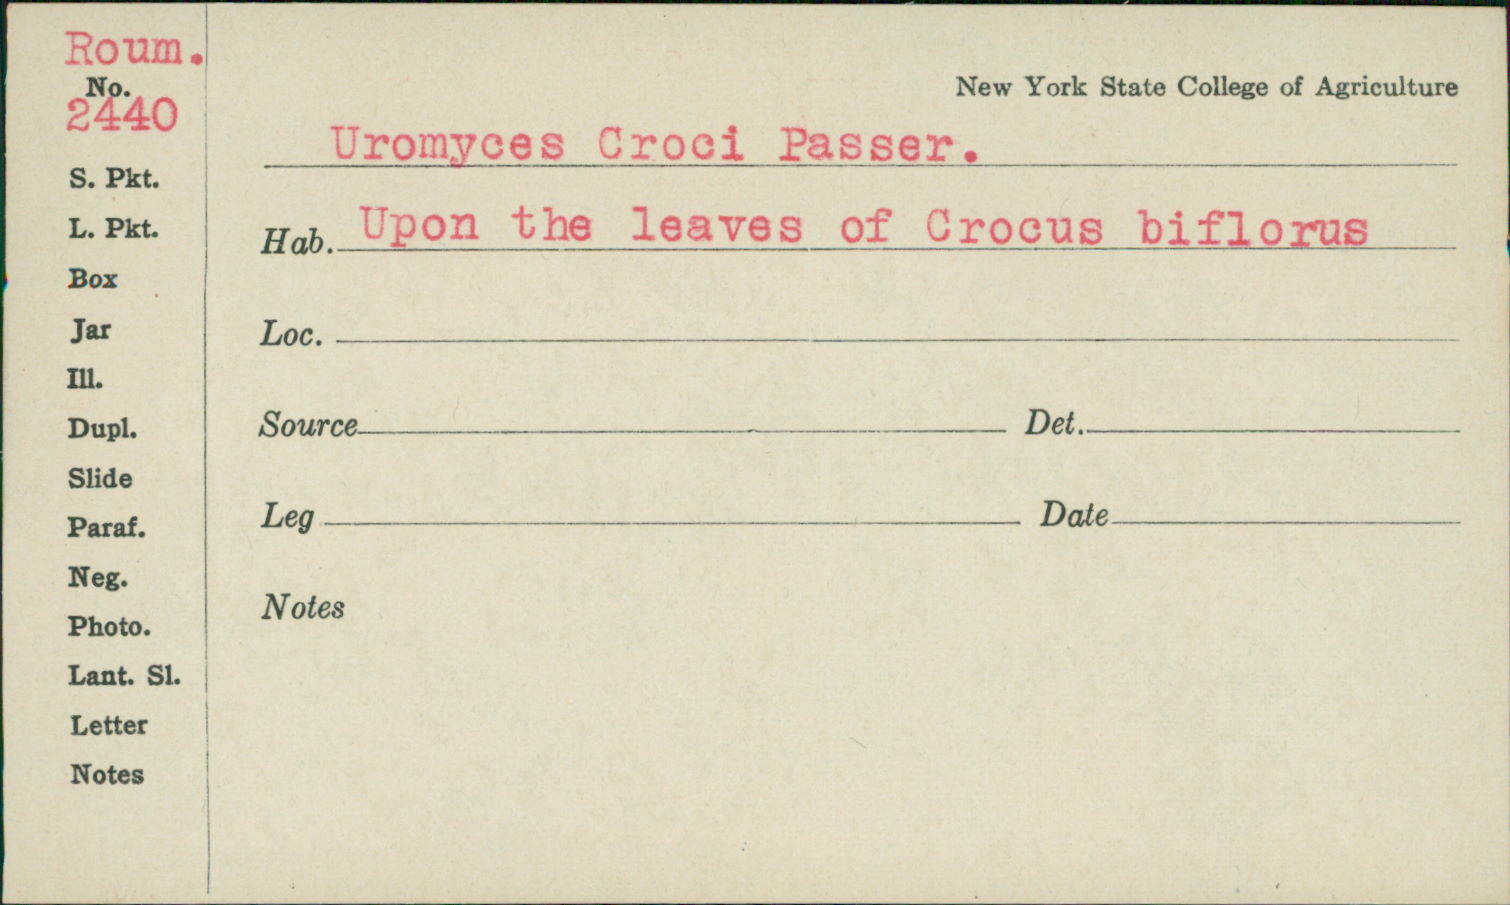 Roum.
No.
2440
S. Pkt.
L. Pkt.
Box
Jar
Ill.
Dupl.
Slide
Paraf.
Neg.
Photo.
Lant. Sl.
Letter
Notes
New York State College of Agriculture
Uromyces Croci Passer.
Hab. Upon the leaves of Crocus biflorus
Loc.
Source Det.
Leg Date
Notes